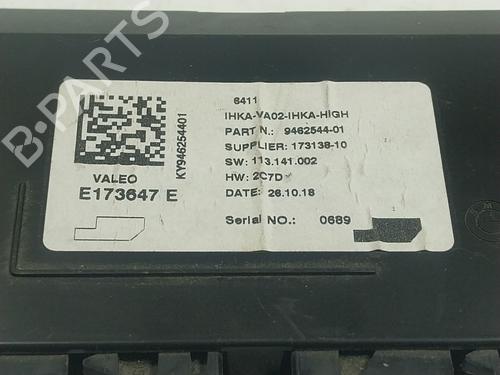 6411
IHKA-VA02-IHKA-HIGH
PART N.: 9462544-01
SUPPLIER: 173138-10
SW: 113.141.002
HW: 2C7D
DATE: 26.10.18
Serial NO.: 0689
KY946254401
VALEO
E173647 E